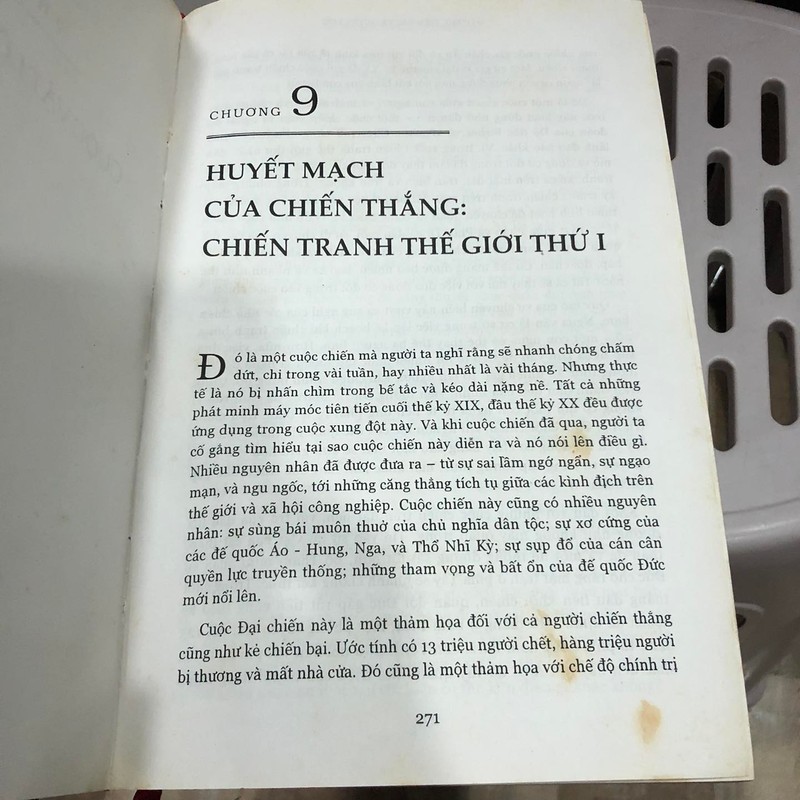 CHƯƠNG 9
HUYẾT MẠCH
CỦA CHIẾN THẮNG:
CHIẾN TRANH THẾ GIỚI THỨ I
Đó là một cuộc chiến mà người ta nghĩ rằng sẽ nhanh chóng chấm
dứt, chỉ trong vài tuần, hay nhiều nhất là vài tháng. Nhưng thực
tế là nó bị nhấn chìm trong bế tắc và kéo dài nặng nề. Tất cả những
phát minh máy móc tiên tiến cuối thế kỷ XIX, đầu thế kỷ XX đều được
ứng dụng trong cuộc xung đột này. Và khi cuộc chiến đã qua, người ta
cố gắng tìm hiểu tại sao cuộc chiến này diễn ra và nó nói lên điều gì.
Nhiều nguyên nhân đã được đưa ra – từ sự sai lầm ngớ ngẩn, sự ngạo
mạn, và ngu ngốc, tới những căng thẳng tích tụ giữa các kình địch trên
thế giới và xã hội công nghiệp. Cuộc chiến này cũng có nhiều nguyên
nhân: sự sùng bái muôn thuở của chủ nghĩa dân tộc; sự xơ cứng của
các đế quốc Áo - Hung, Nga, và Thổ Nhĩ Kỳ; sự sụp đổ của cán cân
quyền lực truyền thống; những tham vọng và bất ổn của đế quốc Đức
mới nổi lên.
Cuộc Đại chiến này là một thảm họa đối với cả người chiến thắng
cũng như kẻ chiến bại. Ước tính có 13 triệu người chết, hàng triệu người
bị thương và mất nhà cửa. Đó cũng là một thảm họa với chế độ chính trị
271